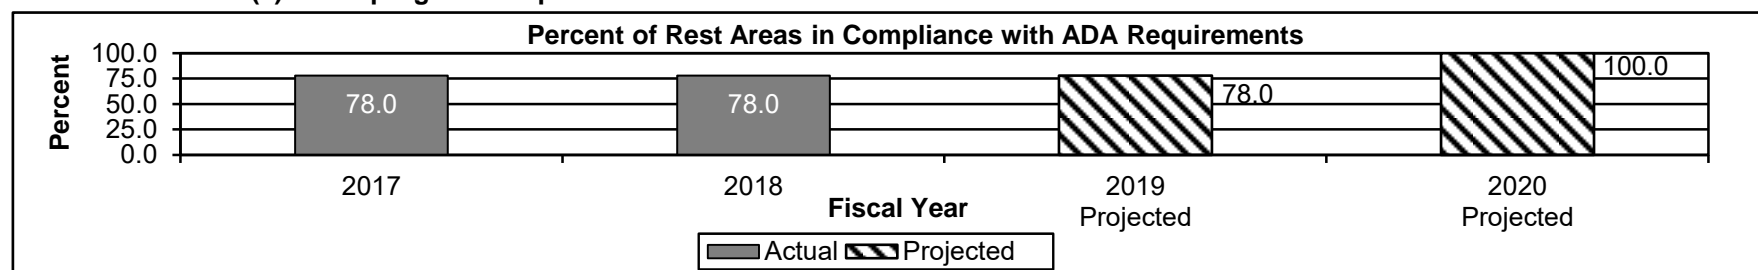 Percent of Rest Areas in Compliance with ADA Requirements
Percent
100.0
75.0
50.0
25.0
0.0
78.0
78.0
78.0
100.0
2017
2018
2019
Projected
2020
Projected
Fiscal Year
Actual
Projected